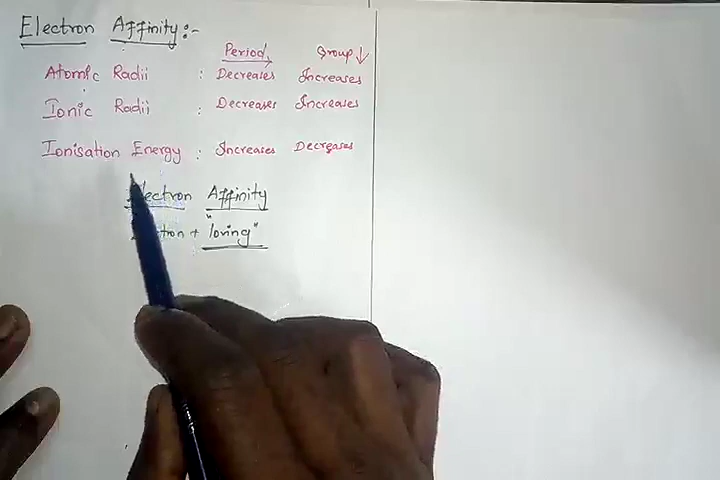 Electron Affinity:-
Period → Group ↓
Atomic Radii : Decreases Increases
Ionic Radii : Decreases Increases
Ionisation Energy : Increases Decreases
Electron Affinity
+ "loving"